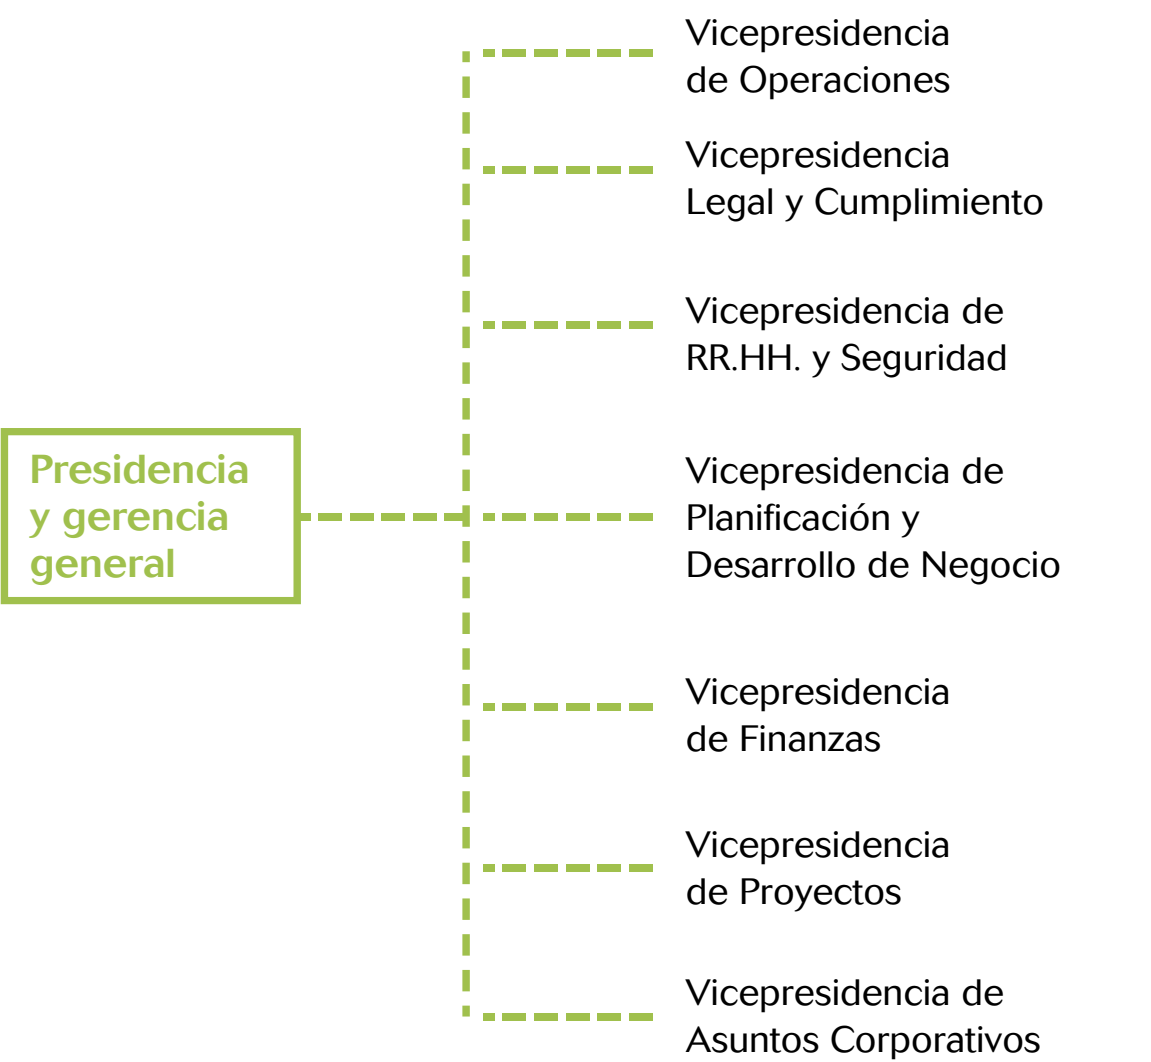 Vicepresidencia
de Operaciones
Vicepresidencia
Legal y Cumplimiento
Vicepresidencia de
RR.HH. y Seguridad
Presidencia
y gerencia
general
Vicepresidencia de
Planificación y
Desarrollo de Negocio
Vicepresidencia
de Finanzas
Vicepresidencia
de Proyectos
Vicepresidencia de
Asuntos Corporativos